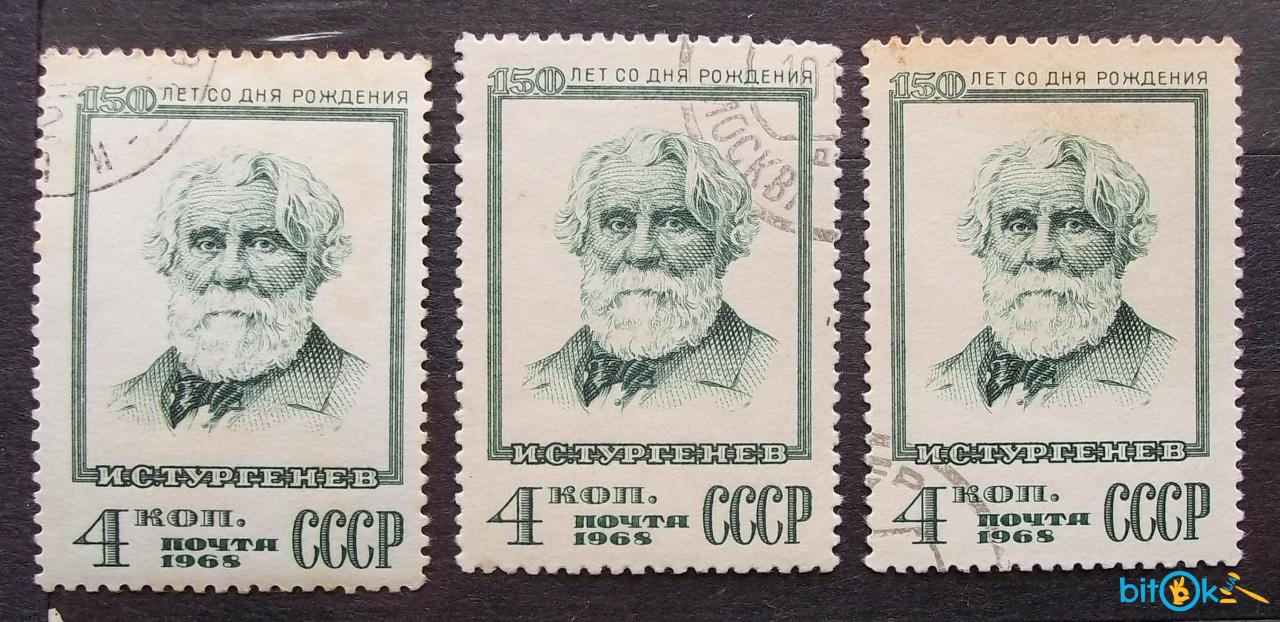 150 ЛЕТ СО ДНЯ РОЖДЕНИЯ
И.С.ТУРГЕНЕВ
4 КОП.
ПОЧТА
1968
СССР
150 ЛЕТ СО ДНЯ РОЖДЕНИЯ
МОСКВА
И.С.ТУРГЕНЕВ
4 КОП.
ПОЧТА
1968
СССР
150 ЛЕТ СО ДНЯ РОЖДЕНИЯ
И.С.ТУРГЕНЕВ
4 КОП.
ПОЧТА
1968
СССР